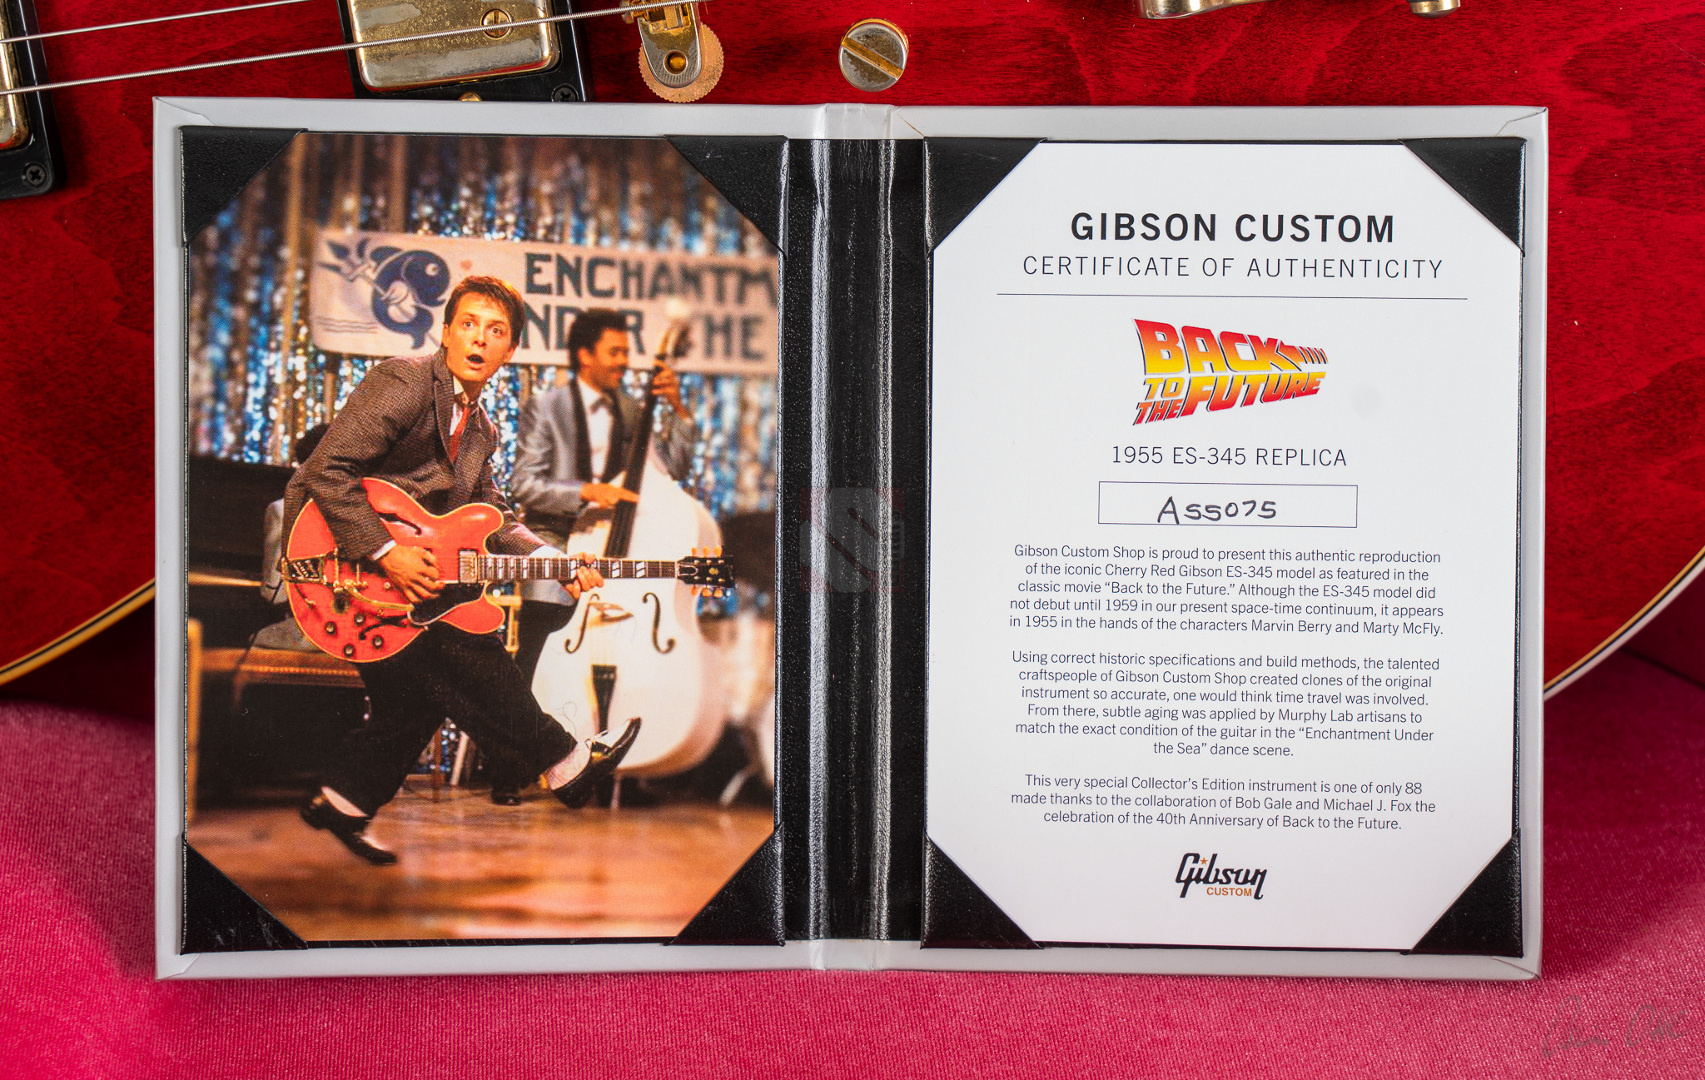 ENCHANTM
UNDER THE
GIBSON CUSTOM
CERTIFICATE OF AUTHENTICITY
BACK
TO THE FUTURE
1955 ES-345 REPLICA
A55075
Gibson Custom Shop is proud to present this authentic reproduction
of the iconic Cherry Red Gibson ES-345 model as featured in the
classic movie “Back to the Future.” Although the ES-345 model did
not debut until 1959 in our present space-time continuum, it appears
in 1955 in the hands of the characters Marvin Berry and Marty McFly.
Using correct historic specifications and build methods, the talented
craftspeople of Gibson Custom Shop created clones of the original
instrument so accurate, one would think time travel was involved.
From there, subtle aging was applied by Murphy Lab artisans to
match the exact condition of the guitar in the “Enchantment Under
the Sea” dance scene.
This very special Collector's Edition instrument is one of only 88
made thanks to the collaboration of Bob Gale and Michael J. Fox the
celebration of the 40th Anniversary of Back to the Future.
Gibson
CUSTOM